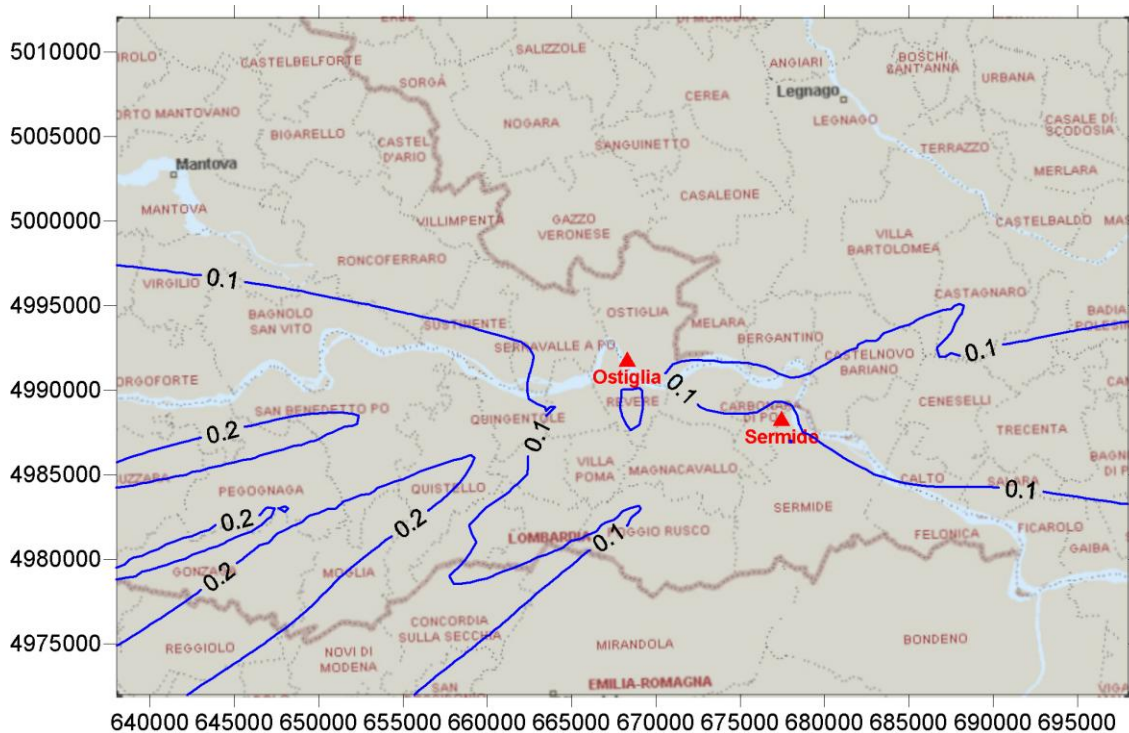 SALIZZOLE
5010000
CASTELBELFORTE
ANGIARI
BOSCHI
SANT'ANNA
SORGÀ
URBANA
Legnago
CEREA
NOGARA
LEGNAGO
CASALE DI
SCODOSIA
BIGARELLO
5005000
CASTEL
D'ARIO
SANGUINETTO
TERRAZZO
Mantova
MERLARA
CASALEONE
MANTOVA
5000000
VILLIMPENTA
GAZZO
VERONESE
VILLA
BARTOLOMEA
CASTELBALDO
RONCOFERRARO
0.1
VIRGILIO
4995000
CASTAGNARO
BAGNOLO
SAN VITO
OSTIGLIA
SUSTINENTE
MELARA
BERGANTINO
SERRAVALLE A PO
0.1
CASTELNOVO
BARIANO
4990000
Ostiglia
0.1
REVERE
CENESELLI
SAN BENEDETTO PO
QUINGENTOLE
Sermide
0.2
0.1
TRECENTA
4985000
VILLA
POMA
MAGNACAVALLO
CALTO
SALARA
PEGOGNAGA
QUISTELLO
0.1
SERMIDE
0.2
0.2
0.1
POGGIO RUSCO
LOMBARDIA
FELONICA
FICAROLO
4980000
GAIBA
GONZAGA
0.2
MOGLIA
CONCORDIA
SULLA SECCHIA
4975000
REGGIOLO
NOVI DI
MODENA
MIRANDOLA
BONDENO
SAN
EMILIA-ROMAGNA
640000 645000 650000 655000 660000 665000 670000 675000 680000 685000 690000 695000